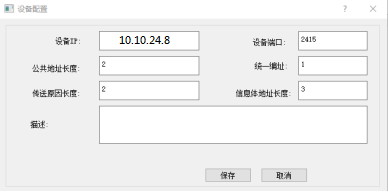 设备配置
设备IP: 10.10.24.8 设备端口: 2415
公共地址长度: 2 统一编址: 1
传送原因长度: 2 信息体地址长度: 3
描述:
保存 取消